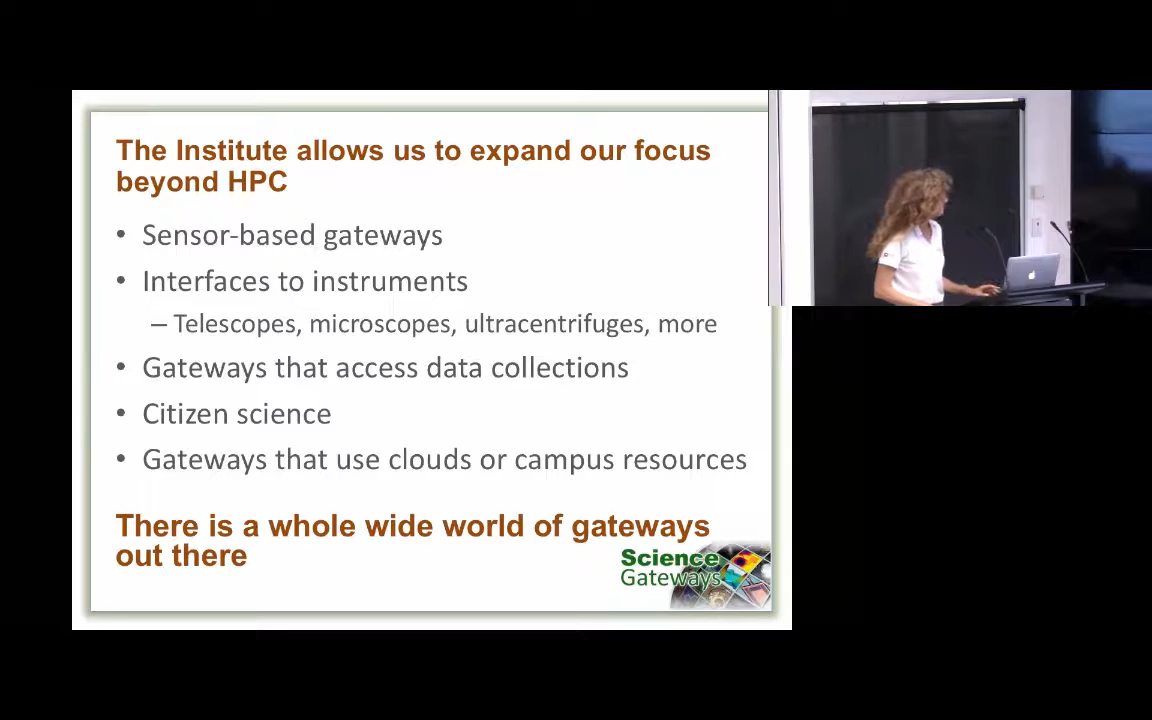 The Institute allows us to expand our focus
beyond HPC
• Sensor-based gateways
• Interfaces to instruments
– Telescopes, microscopes, ultracentrifuges, more
• Gateways that access data collections
• Citizen science
• Gateways that use clouds or campus resources
There is a whole wide world of gateways
out there
Science
Gateways